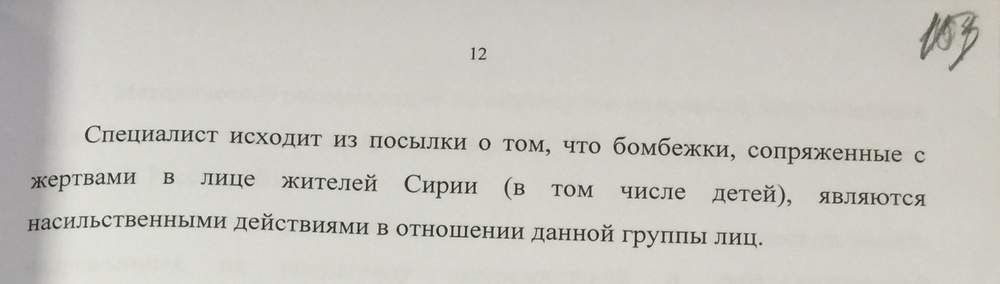 12
103
Специалист исходит из посылки о том, что бомбежки, сопряженные с
жертвами в лице жителей Сирии (в том числе детей), являются
насильственными действиями в отношении данной группы лиц.